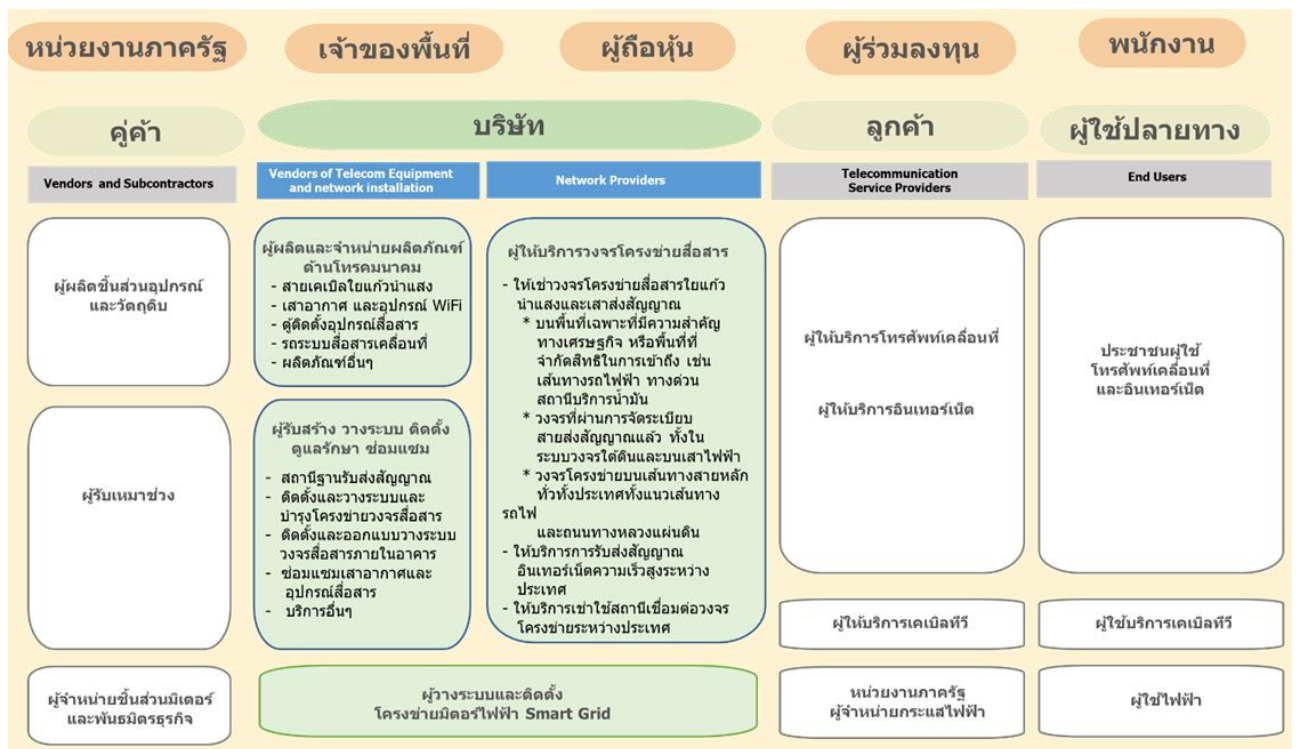 หน่วยงานภาครัฐ
เจ้าของพื้นที่
ผู้ถือหุ้น
ผู้ร่วมลงทุน
พนักงาน
คู่ค้า
บริษัท
ลูกค้า
ผู้ใช้ปลายทาง
Vendors and Subcontractors
Vendors of Telecom Equipment
and network installation
Network Providers
Telecommunication
Service Providers
End Users
ผู้ผลิตชิ้นส่วนอุปกรณ์
และวัตถุดิบ
ผู้รับเหมาช่วง
ผู้ผลิตและจำหน่ายผลิตภัณฑ์
ด้านโทรคมนาคม
- สายเคเบิลใยแก้วนำแสง
- เสาอากาศ และอุปกรณ์ WiFi
- ตู้ติดตั้งอุปกรณ์สื่อสาร
- รถระบบสื่อสารเคลื่อนที่
- ผลิตภัณฑ์อื่นๆ
ผู้รับสร้าง วางระบบ ติดตั้ง
ดูแลรักษา ซ่อมแซม
- สถานีฐานรับส่งสัญญาณ
- ติดตั้งและวางระบบและ
บำรุงโครงข่ายวงจรสื่อสาร
- ติดตั้งและออกแบบวางระบบ
วงจรสื่อสารภายในอาคาร
- ซ่อมแซมเสาอากาศและ
อุปกรณ์สื่อสาร
- บริการอื่นๆ
ผู้ให้บริการวงจรโครงข่ายสื่อสาร
- ให้เช่าวงจรโครงข่ายสื่อสารใยแก้ว
นำแสงและเสาส่งสัญญาณ
* บนพื้นที่เฉพาะที่มีความสำคัญ
ทางเศรษฐกิจ หรือพื้นที่ที่
จำกัดสิทธิในการเข้าถึง เช่น
เส้นทางรถไฟฟ้า ทางด่วน
สถานีบริการน้ำมัน
* วงจรที่ผ่านการจัดระเบียบ
สายส่งสัญญาณแล้ว ทั้งใน
ระบบวงจรใต้ดินและบนเสาไฟฟ้า
* วงจรโครงข่ายบนเส้นทางสายหลัก
ทั่วทั้งประเทศทั้งแนวเส้นทาง
รถไฟ
และถนนทางหลวงแผ่นดิน
- ให้บริการการรับส่งสัญญาณ
อินเทอร์เน็ตความเร็วสูงระหว่าง
ประเทศ
- ให้บริการเช่าใช้สถานีเชื่อมต่อวงจร
โครงข่ายระหว่างประเทศ
ผู้ให้บริการโทรศัพท์เคลื่อนที่
ผู้ให้บริการอินเทอร์เน็ต
ประชาชนผู้ใช้
โทรศัพท์เคลื่อนที่
และอินเทอร์เน็ต
ผู้ให้บริการเคเบิลทีวี
ผู้ใช้บริการเคเบิลทีวี
ผู้จำหน่ายชิ้นส่วนมิเตอร์
และพันธมิตรธุรกิจ
ผู้วางระบบและติดตั้ง
โครงข่ายมิตอร์ไฟฟ้า Smart Grid
หน่วยงานภาครัฐ
ผู้จำหน่ายกระแสไฟฟ้า
ผู้ใช้ไฟฟ้า